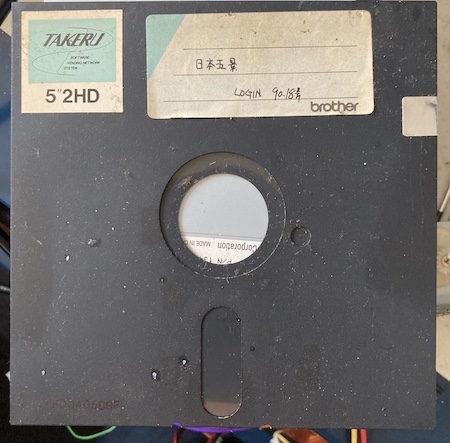 TAKERU
SOFTWARE
VENDING NETWORK
SYSTEM
5"2HD
日本五景
LOGIN 90.18号
brother
Corporation
MADE IN
P/N